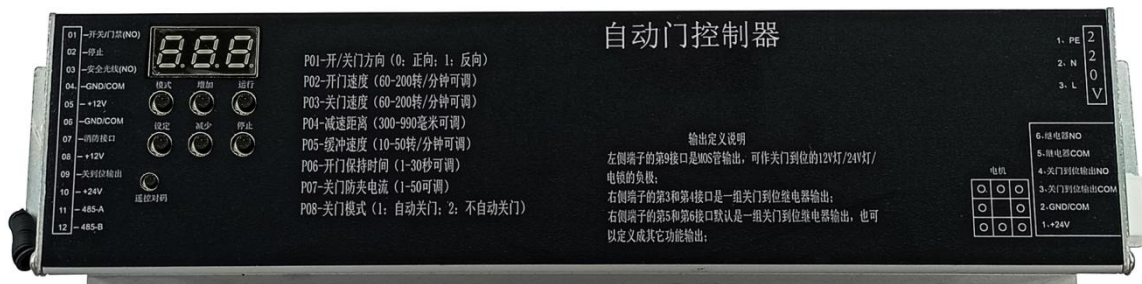 自动门控制器
01 开关/门禁(NO)
02 停止
03 安全光线(NO)
04 GND/COM
05 +12V
06 GND/COM
07 消防接口
08 +12V
09 关到位输出
10 +24V
11 485-A
12 485-B
8.8.8.
模式 增加 运行
设定 减少 停止
遥控对码
P01-开/关门方向（0：正向；1：反向）
P02-开门速度（60-200转/分钟可调）
P03-关门速度（60-200转/分钟可调）
P04-减速距离（300-990毫米可调）
P05-缓冲速度（10-50转/分钟可调）
P06-开门保持时间（1-30秒可调）
P07-关门防夹电流（1-50可调）
P08-关门模式（1：自动关门；2：不自动关门）
输出定义说明
左侧端子的第9接口是MOS管输出，可作关门到位的12V灯/24V灯/
电锁的负极；
右侧端子的第3和第4接口是一组关门到位继电器输出；
右侧端子的第5和第6接口默认是一组关门到位继电器输出，也可
以定义成其它功能输出；
1、PE
2、N
3、L
220V
电机
6、继电器NO
5、继电器COM
4、关门到位输出NO
3、关门到位输出COM
2、GND/COM
1、+24V